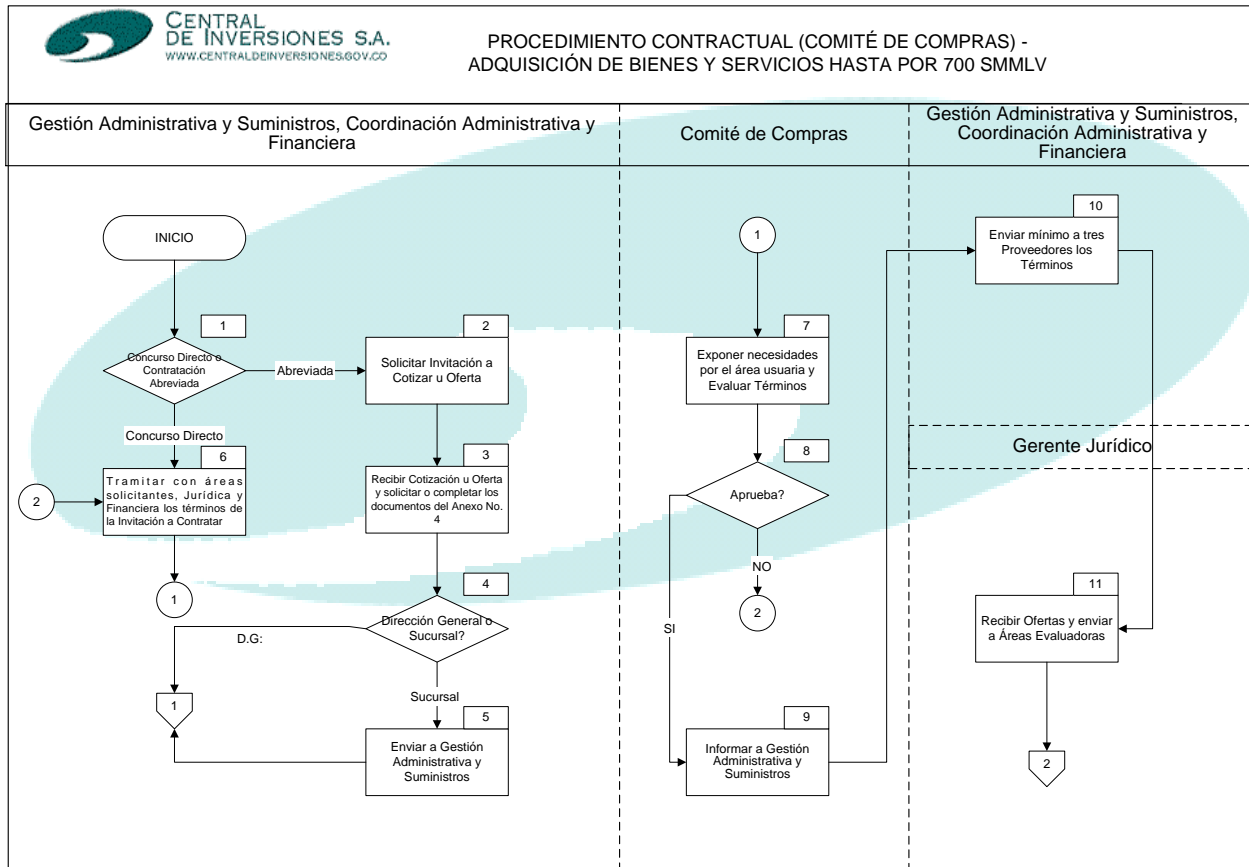 CENTRAL
DE INVERSIONES S.A.
WWW.CENTRALDEINVERSIONES.GOV.CO
PROCEDIMIENTO CONTRACTUAL (COMITÉ DE COMPRAS) -
ADQUISICIÓN DE BIENES Y SERVICIOS HASTA POR 700 SMMLV
Gestión Administrativa y Suministros, Coordinación Administrativa y
Financiera
Comité de Compras
Gestión Administrativa y Suministros,
Coordinación Administrativa y
Financiera
INICIO
1
Concurso Directo o
Contratación
Abreviada
Abreviada
Concurso Directo
2
Solicitar Invitación a
Cotizar u Oferta
3
Recibir Cotización u Oferta
y solicitar o completar los
documentos del Anexo No.
4
6
Tramitar con áreas
solicitantes, Jurídica y
Financiera los términos de
la Invitación a Contratar
2
1
4
Dirección General o
Sucursal?
D.G:
Sucursal
1
5
Enviar a Gestión
Administrativa y
Suministros
1
7
Exponer necesidades
por el área usuaria y
Evaluar Términos
8
Aprueba?
NO
2
SI
9
Informar a Gestión
Administrativa y
Suministros
10
Enviar mínimo a tres
Proveedores los
Términos
Gerente Jurídico
11
Recibir Ofertas y enviar
a Áreas Evaluadoras
2